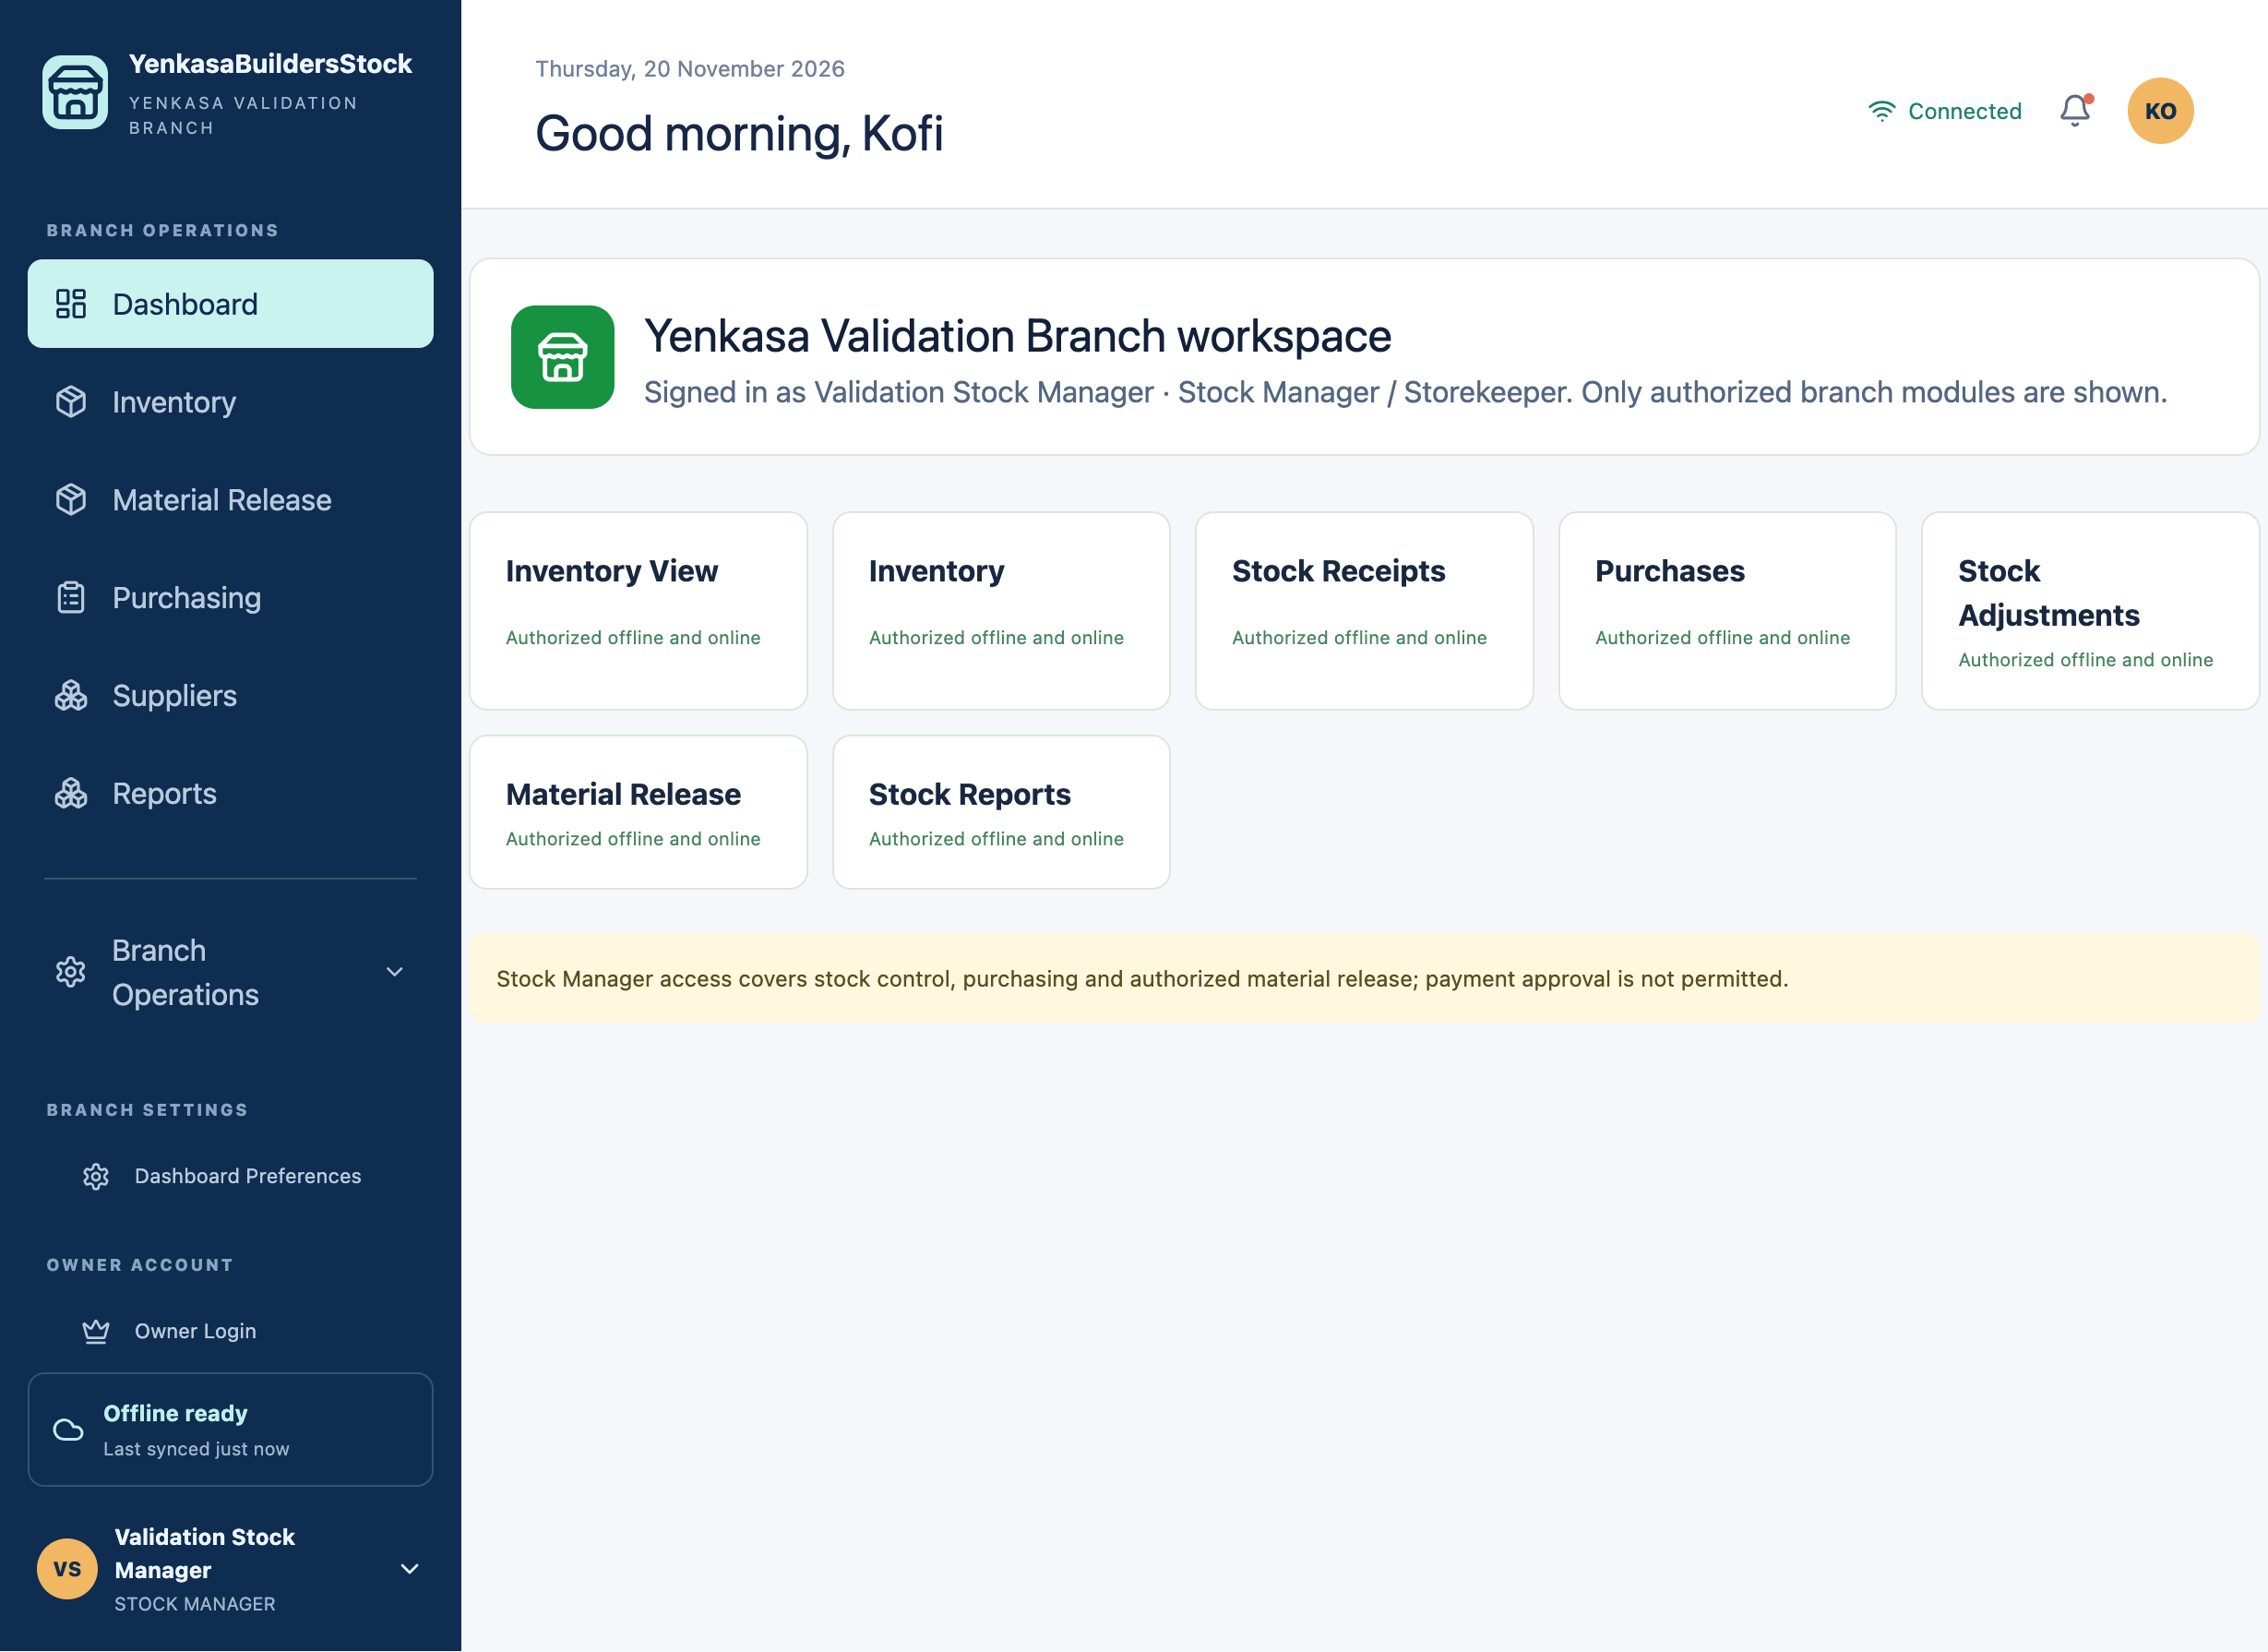 YenkasaBuildersStock
YENKASA VALIDATION
BRANCH
BRANCH OPERATIONS
Dashboard
Inventory
Material Release
Purchasing
Suppliers
Reports
Branch
Operations
BRANCH SETTINGS
Dashboard Preferences
OWNER ACCOUNT
Owner Login
Offline ready
Last synced just now
VS
Validation Stock
Manager
STOCK MANAGER
Thursday, 20 November 2026
Good morning, Kofi
Connected
KO
Yenkasa Validation Branch workspace
Signed in as Validation Stock Manager · Stock Manager / Storekeeper. Only authorized branch modules are shown.
Inventory View
Authorized offline and online
Inventory
Authorized offline and online
Stock Receipts
Authorized offline and online
Purchases
Authorized offline and online
Stock
Adjustments
Authorized offline and online
Material Release
Authorized offline and online
Stock Reports
Authorized offline and online
Stock Manager access covers stock control, purchasing and authorized material release; payment approval is not permitted.